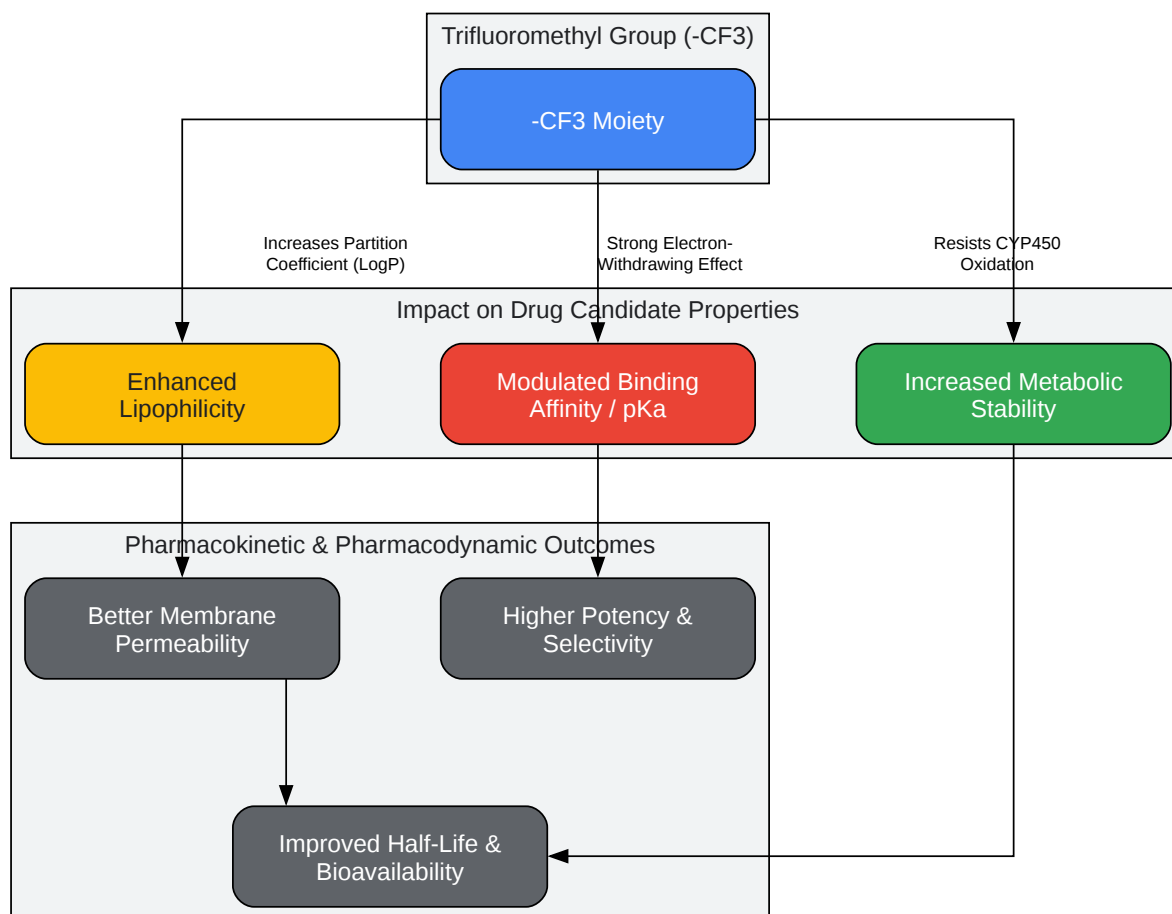 Trifluoromethyl Group (-CF3)
-CF3 Moiety
Increases Partition
Coefficient (LogP)
Strong Electron-
Withdrawing Effect
Resists CYP450
Oxidation
Impact on Drug Candidate Properties
Enhanced
Lipophilicity
Modulated Binding
Affinity / pKa
Increased Metabolic
Stability
Pharmacokinetic & Pharmacodynamic Outcomes
Better Membrane
Permeability
Higher Potency &
Selectivity
Improved Half-Life &
Bioavailability